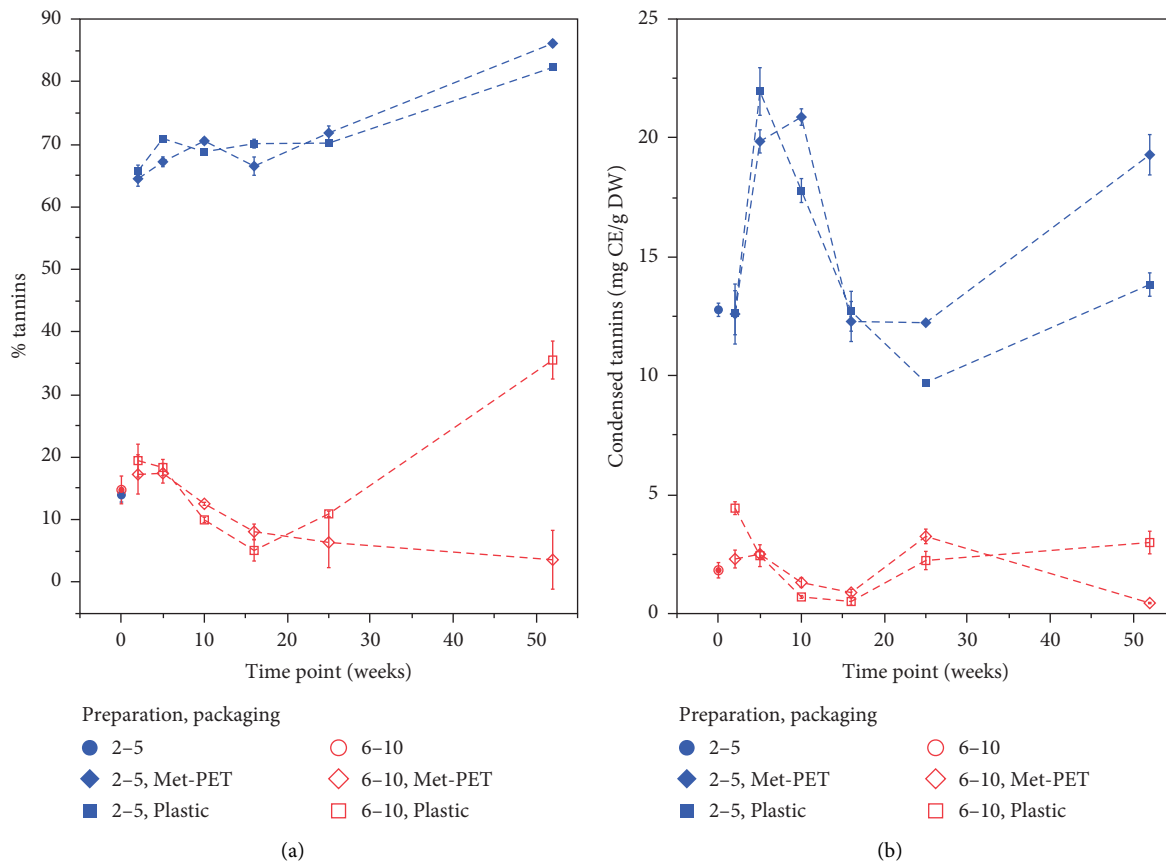 90
80
70
60
50
40
30
20
10
0
% tannins
0 10 20 30 40 50
Time point (weeks)
Preparation, packaging
2–5 6–10
2–5, Met-PET 6–10, Met-PET
2–5, Plastic 6–10, Plastic
(a)
25
20
15
10
5
0
Condensed tannins (mg CE/g DW)
0 10 20 30 40 50
Time point (weeks)
Preparation, packaging
2–5 6–10
2–5, Met-PET 6–10, Met-PET
2–5, Plastic 6–10, Plastic
(b)